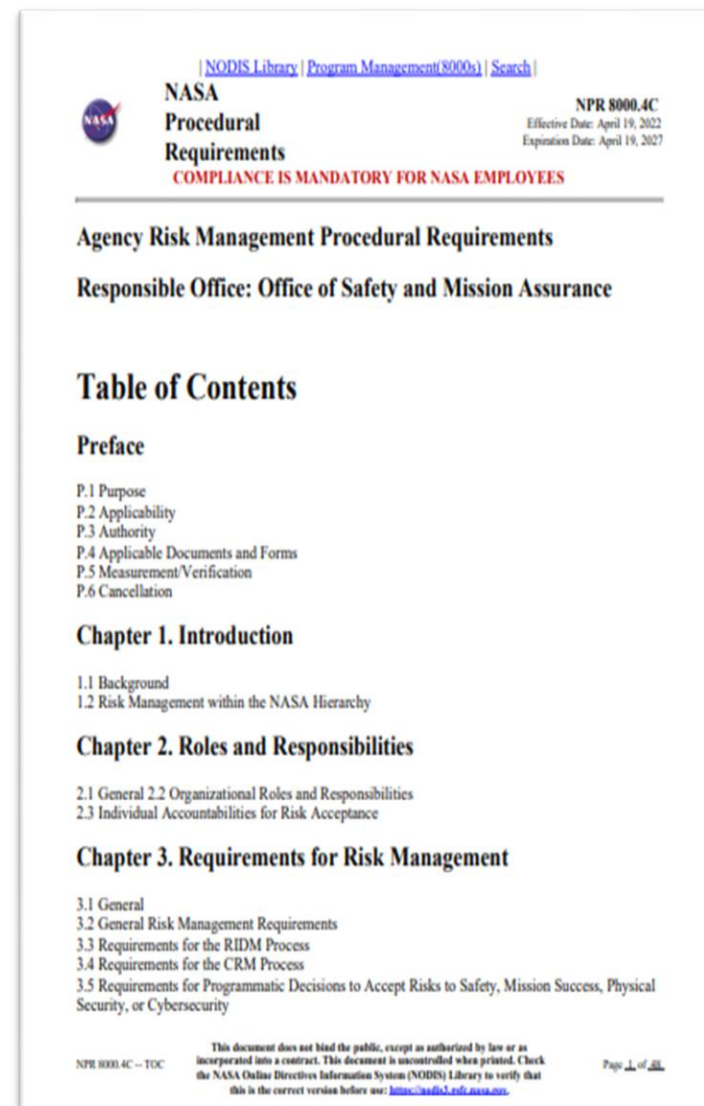 | NODIS Library | Program Management(8000s) | Search |
NASA
NASA
Procedural
Requirements
NPR 8000.4C
Effective Date: April 19, 2022
Expiration Date: April 19, 2027
COMPLIANCE IS MANDATORY FOR NASA EMPLOYEES
Agency Risk Management Procedural Requirements
Responsible Office: Office of Safety and Mission Assurance
Table of Contents
Preface
P.1 Purpose
P.2 Applicability
P.3 Authority
P.4 Applicable Documents and Forms
P.5 Measurement/Verification
P.6 Cancellation
Chapter 1. Introduction
1.1 Background
1.2 Risk Management within the NASA Hierarchy
Chapter 2. Roles and Responsibilities
2.1 General 2.2 Organizational Roles and Responsibilities
2.3 Individual Accountabilities for Risk Acceptance
Chapter 3. Requirements for Risk Management
3.1 General
3.2 General Risk Management Requirements
3.3 Requirements for the RIDM Process
3.4 Requirements for the CRM Process
3.5 Requirements for Programmatic Decisions to Accept Risks to Safety, Mission Success, Physical
Security, or Cybersecurity
NPR 8000.4C -- TOC
This document does not bind the public, except as authorized by law or as
incorporated into a contract. This document is uncontrolled when printed. Check
the NASA Online Directives Information System (NODIS) Library to verify that
this is the correct version before use: https://nodis3.gsfc.nasa.gov.
Page 1 of